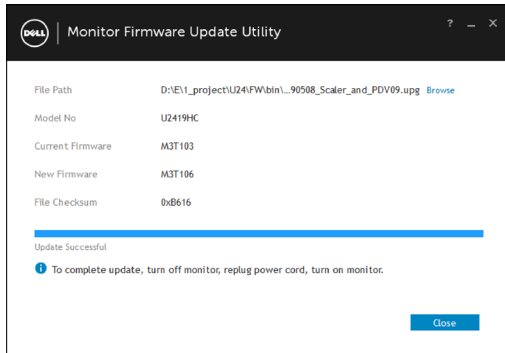 DELL Monitor Firmware Update Utility ? _ X
File Path D:\E\1_project\U24\FW\bin\...90508_Scaler_and_PDV09.upg Browse
Model No U2419HC
Current Firmware M3T103
New Firmware M3T106
File Checksum 0xB616
Update Successful
i To complete update, turn off monitor, replug power cord, turn on monitor.
Close